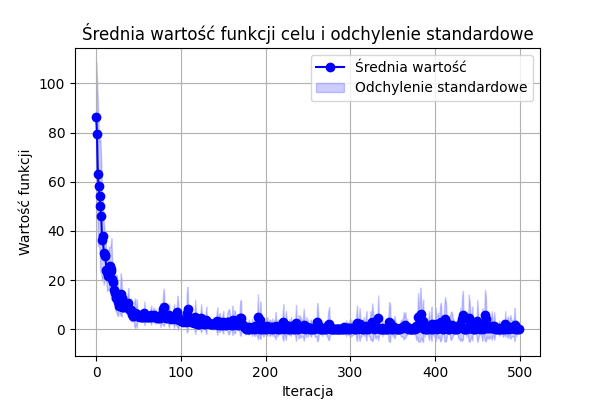 Średnia wartość funkcji celu i odchylenie standardowe
Średnia wartość
Odchylenie standardowe
Wartość funkcji
100
80
60
40
20
0
0 100 200 300 400 500
Iteracja